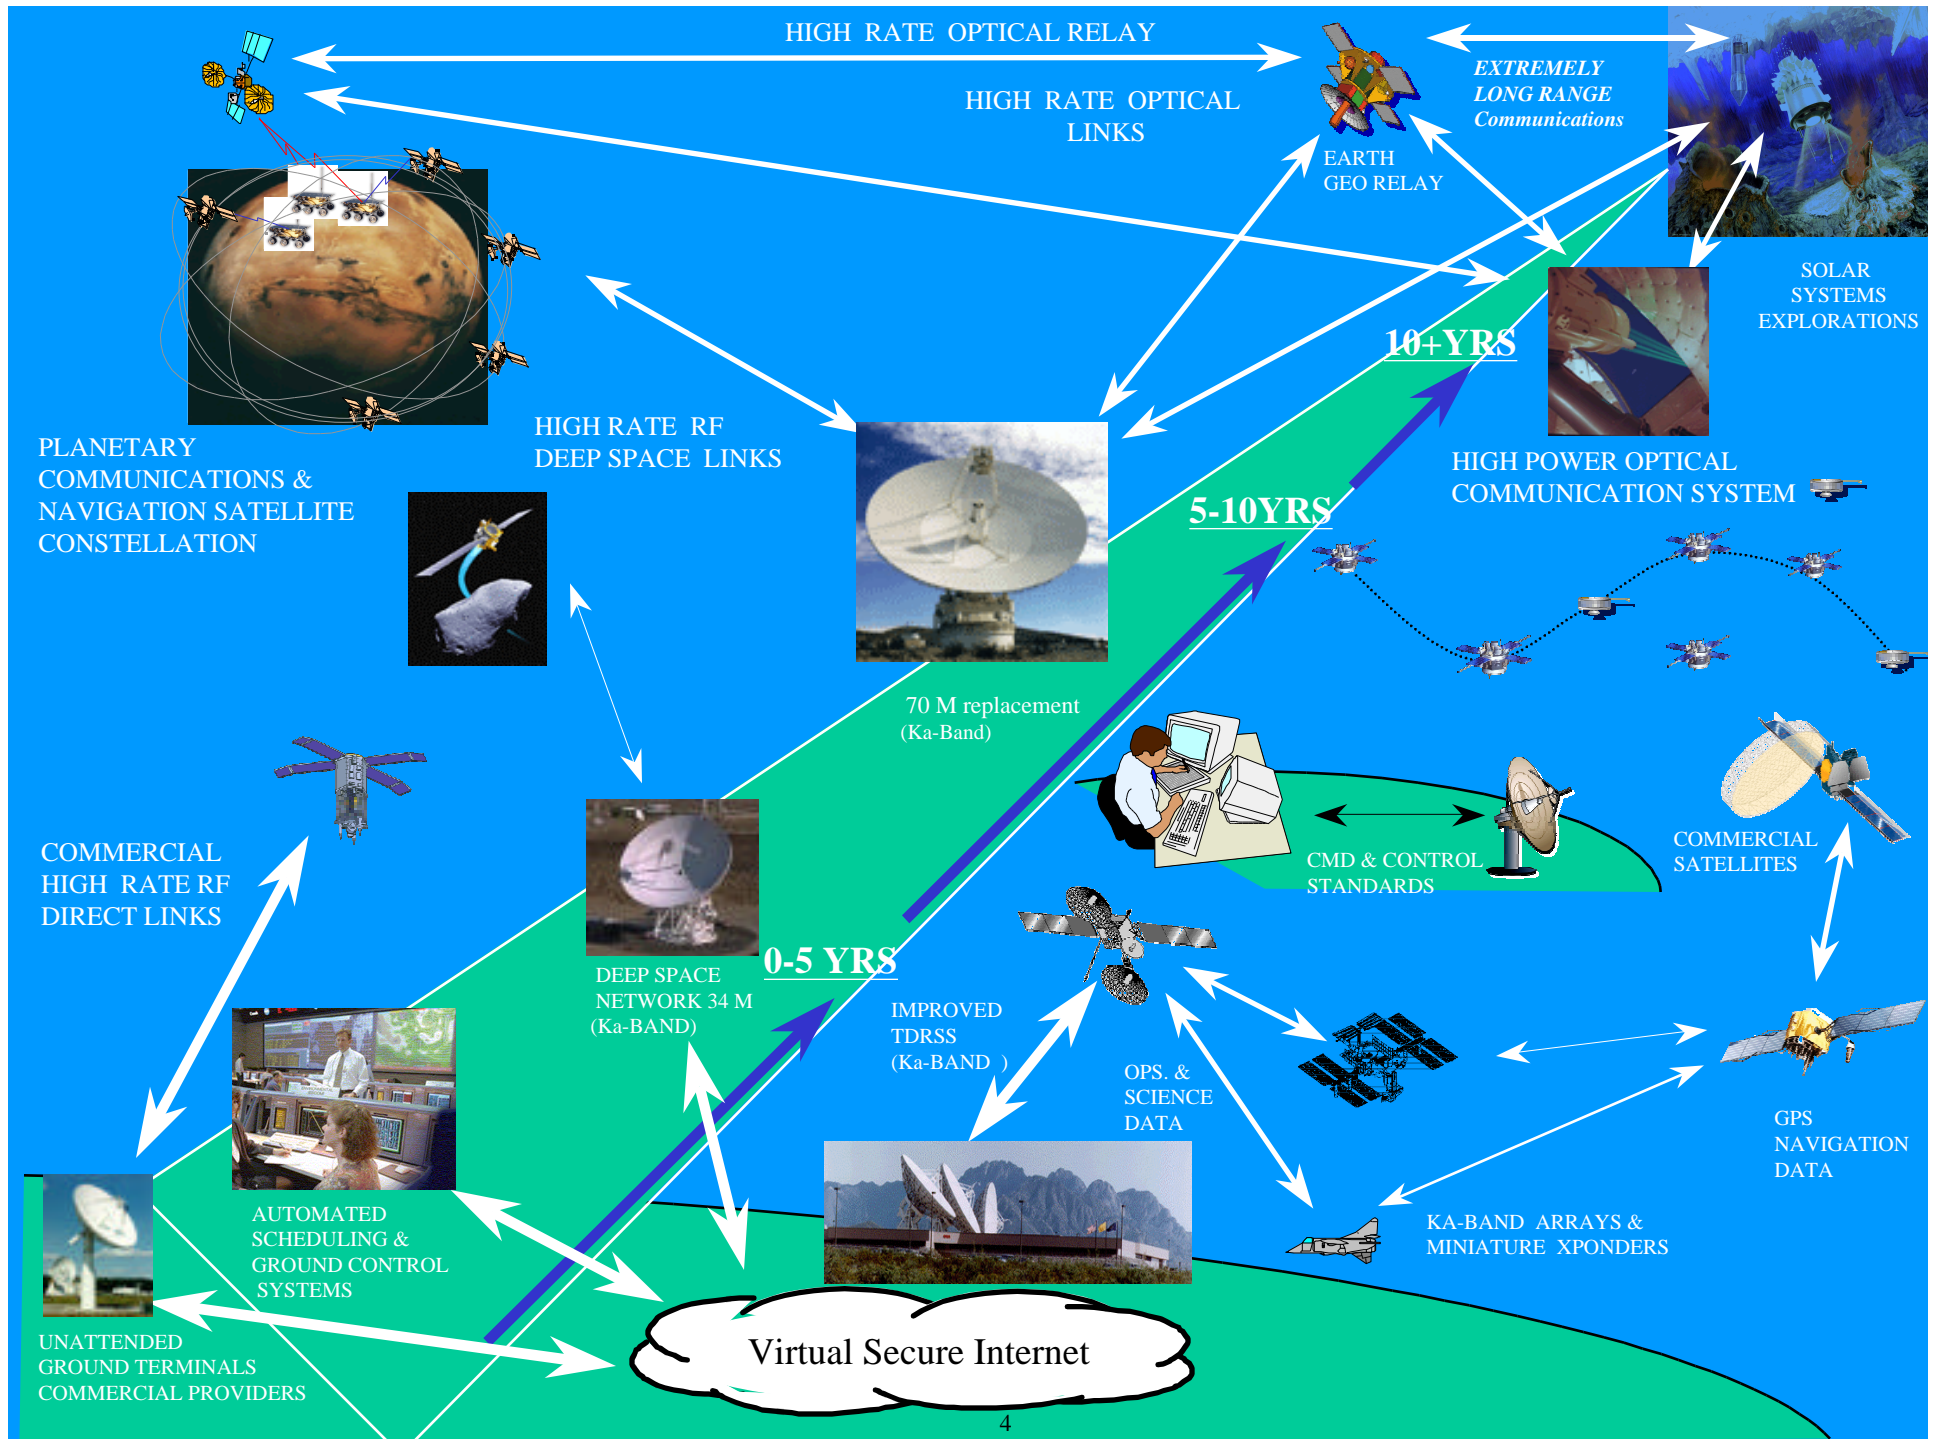 HIGH RATE OPTICAL RELAY
HIGH RATE OPTICAL
LINKS
EXTREMELY
LONG RANGE
Communications
EARTH
GEO RELAY
SOLAR
SYSTEMS
EXPLORATIONS
10+YRS
HIGH RATE RF
DEEP SPACE LINKS
PLANETARY
COMMUNICATIONS &
NAVIGATION SATELLITE
CONSTELLATION
HIGH POWER OPTICAL
COMMUNICATION SYSTEM
5-10YRS
70 M replacement
(Ka-Band)
COMMERCIAL
HIGH RATE RF
DIRECT LINKS
CMD & CONTROL
STANDARDS
COMMERCIAL
SATELLITES
0-5 YRS
DEEP SPACE
NETWORK 34 M
(Ka-BAND)
IMPROVED
TDRSS
(Ka-BAND )
OPS. &
SCIENCE
DATA
GPS
NAVIGATION
DATA
AUTOMATED
SCHEDULING &
GROUND CONTROL
SYSTEMS
KA-BAND ARRAYS &
MINIATURE XPONDERS
UNATTENDED
GROUND TERMINALS
COMMERCIAL PROVIDERS
Virtual Secure Internet
4